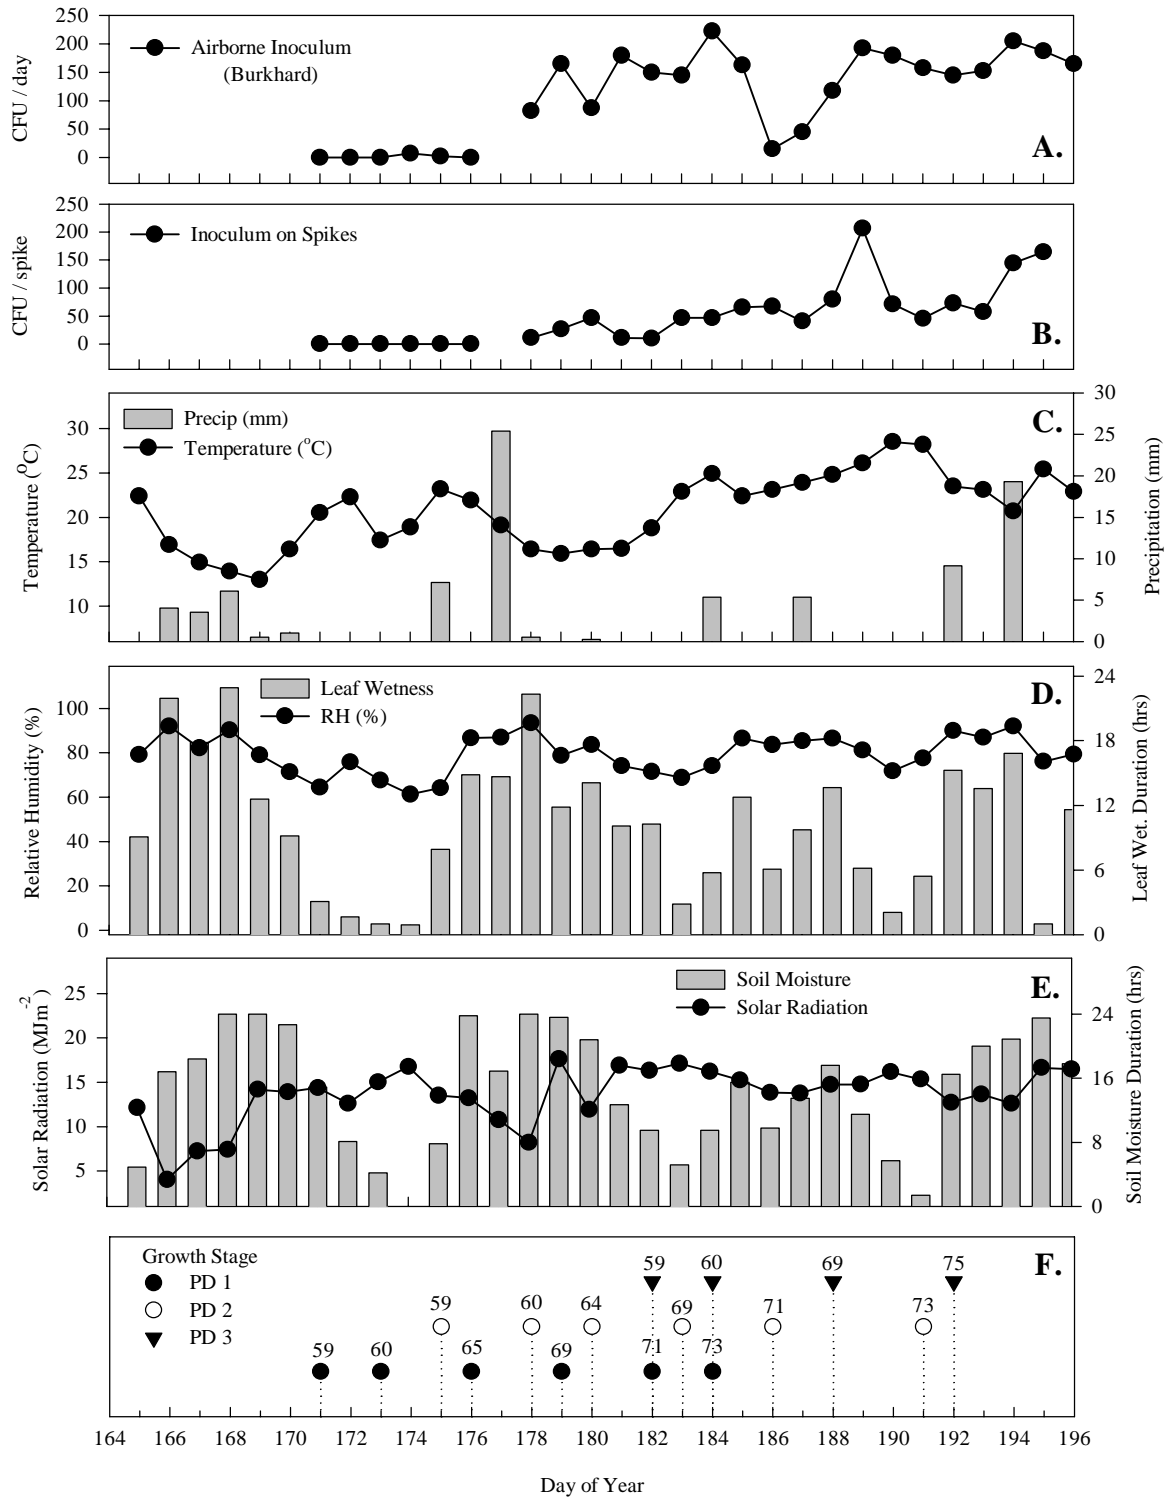 250
200
150
100
50
0
CFU / day
Airborne Inoculum
(Burkhard)
A.
250
200
150
100
50
0
CFU / spike
Inoculum on Spikes
B.
30
25
20
15
10
Temperature (°C)
Precip (mm)
Temperature (°C)
C.
30
25
20
15
10
5
0
Precipitation (mm)
100
80
60
40
20
0
Relative Humidity (%)
Leaf Wetness
RH (%)
D.
24
18
12
6
0
Leaf Wet. Duration (hrs)
25
20
15
10
5
Solar Radiation (MJm⁻²)
Soil Moisture
Solar Radiation
E.
24
16
8
0
Soil Moisture Duration (hrs)
Growth Stage
PD 1
PD 2
PD 3
F.
59 60 69 75
59 60 64 69 71 73
59 60 65 69 71 73
164 166 168 170 172 174 176 178 180 182 184 186 188 190 192 194 196
Day of Year